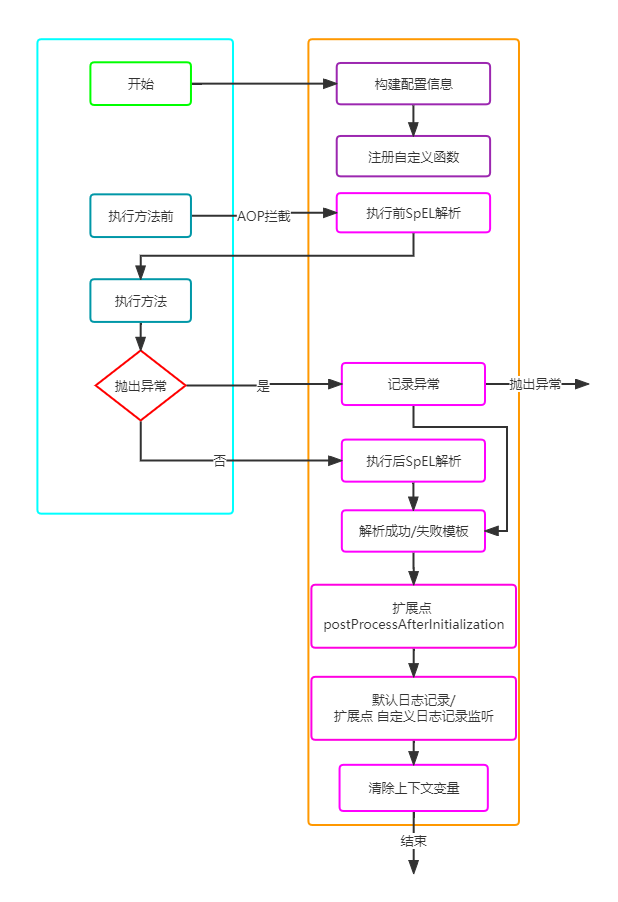 开始
构建配置信息
注册自定义函数
执行方法前
AOP拦截
执行前SpEL解析
执行方法
抛出异常
是
记录异常
抛出异常
否
执行后SpEL解析
解析成功/失败模板
扩展点
postProcessAfterInitialization
默认日志记录/
扩展点 自定义日志记录监听
清除上下文变量
结束